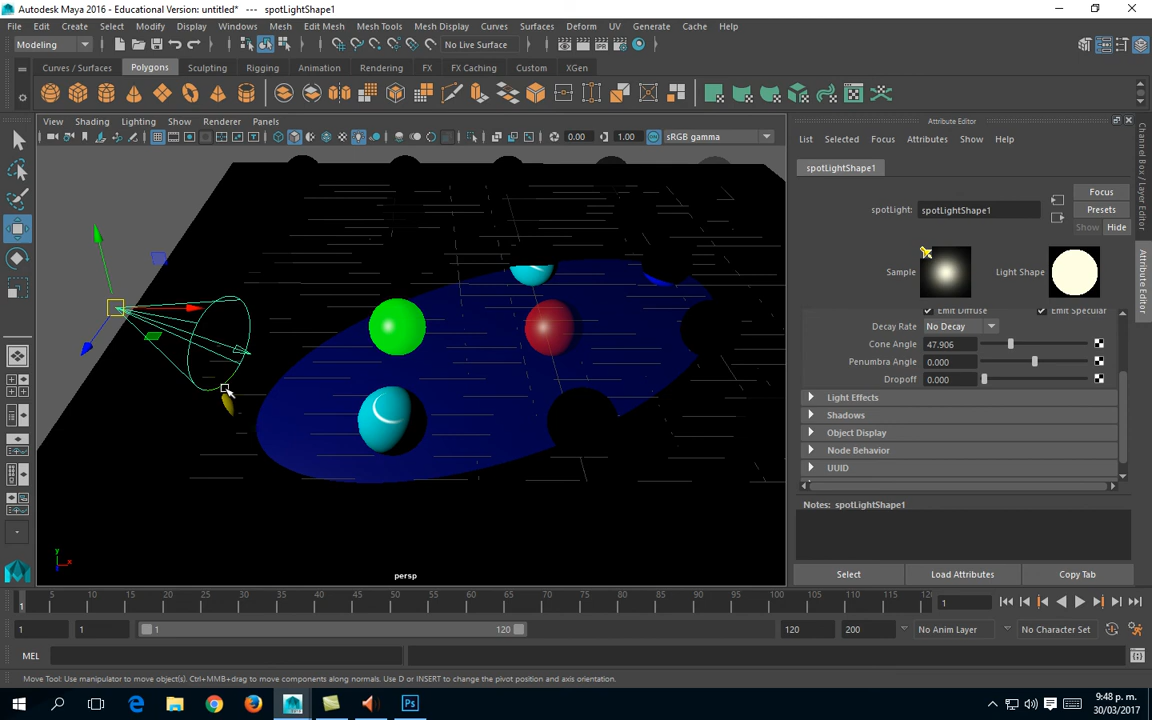 Autodesk Maya 2016 - Educational Version: untitled*   ---   spotLightShape1
File Edit Create Select Modify Display Windows Mesh Edit Mesh Mesh Tools Mesh Display Curves Surfaces Deform UV Generate Cache Help
Modeling No Live Surface
Curves / Surfaces Polygons Sculpting Rigging Animation Rendering FX FX Caching Custom XGen
View Shading Lighting Show Renderer Panels
0.00 1.00 sRGB gamma
Attribute Editor
List Selected Focus Attributes Show Help
spotLightShape1
Focus
spotLight: spotLightShape1 Presets
Show Hide
Sample Light Shape
Emit Diffuse Emit Specular
Decay Rate No Decay
Cone Angle 47.906
Penumbra Angle 0.000
Dropoff 0.000
Light Effects
Shadows
Object Display
Node Behavior
UUID
Notes: spotLightShape1
Select Load Attributes Copy Tab
Channel Box / Layer Editor
Attribute Editor
y
x
persp
1 5 10 15 20 25 30 35 40 45 50 55 60 65 70 75 80 85 90 95 100 105 110 115 1
1 1 1 120 120 200 No Anim Layer No Character Set
MEL
Move Tool: Use manipulator to move object(s). Ctrl+MMB+drag to move components along normals. Use D or INSERT to change the pivot position and axis orientation.
Ps
9:48 p. m.
30/03/2017